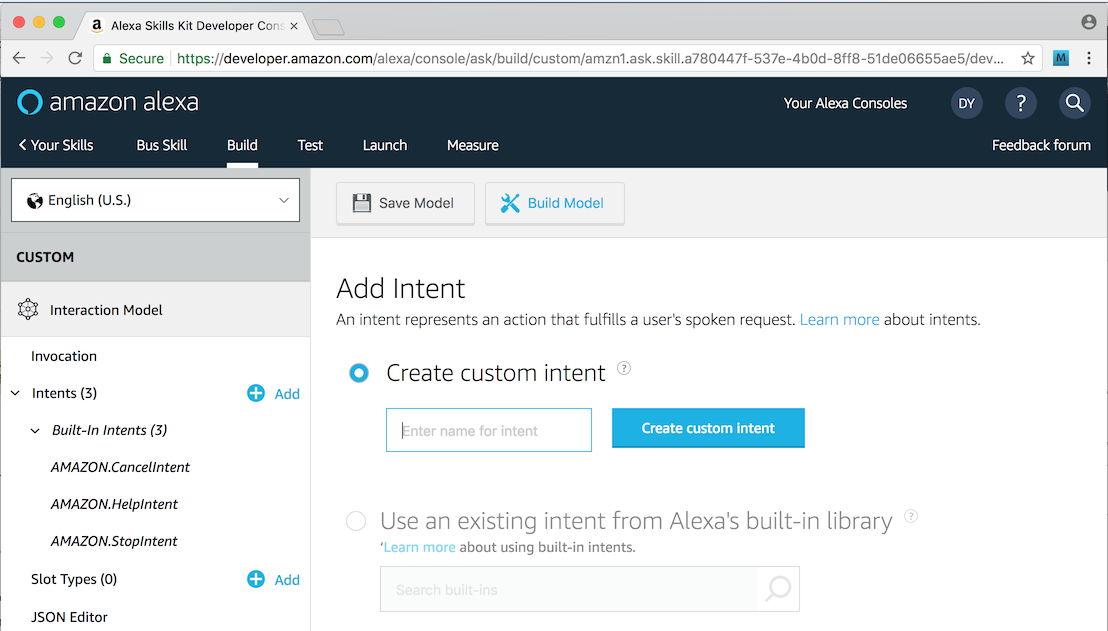 a Alexa Skills Kit Developer Cons
Secure https://developer.amazon.com/alexa/console/ask/build/custom/amzn1.ask.skill.a780447f-537e-4b0d-8ff8-51de06655ae5/dev... M
amazon alexa Your Alexa Consoles DY ?
Your Skills Bus Skill Build Test Launch Measure Feedback forum
English (U.S.) Save Model Build Model
CUSTOM
Interaction Model
Invocation
Intents (3) Add
Built-In Intents (3)
AMAZON.CancelIntent
AMAZON.HelpIntent
AMAZON.StopIntent
Slot Types (0) Add
JSON Editor
Add Intent
An intent represents an action that fulfills a user's spoken request. Learn more about intents.
Create custom intent ?
Enter name for intent Create custom intent
Use an existing intent from Alexa's built-in library ?
‘Learn more about using built-in intents.
Search built-ins